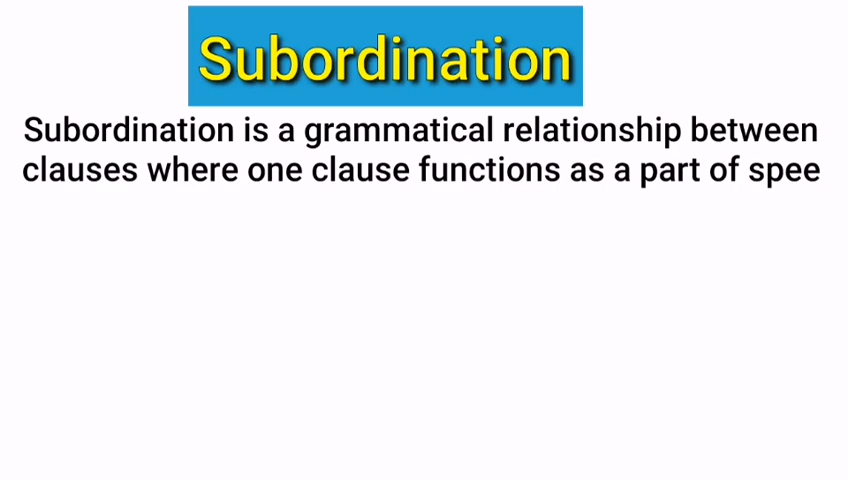 Subordination
Subordination is a grammatical relationship between
clauses where one clause functions as a part of spee